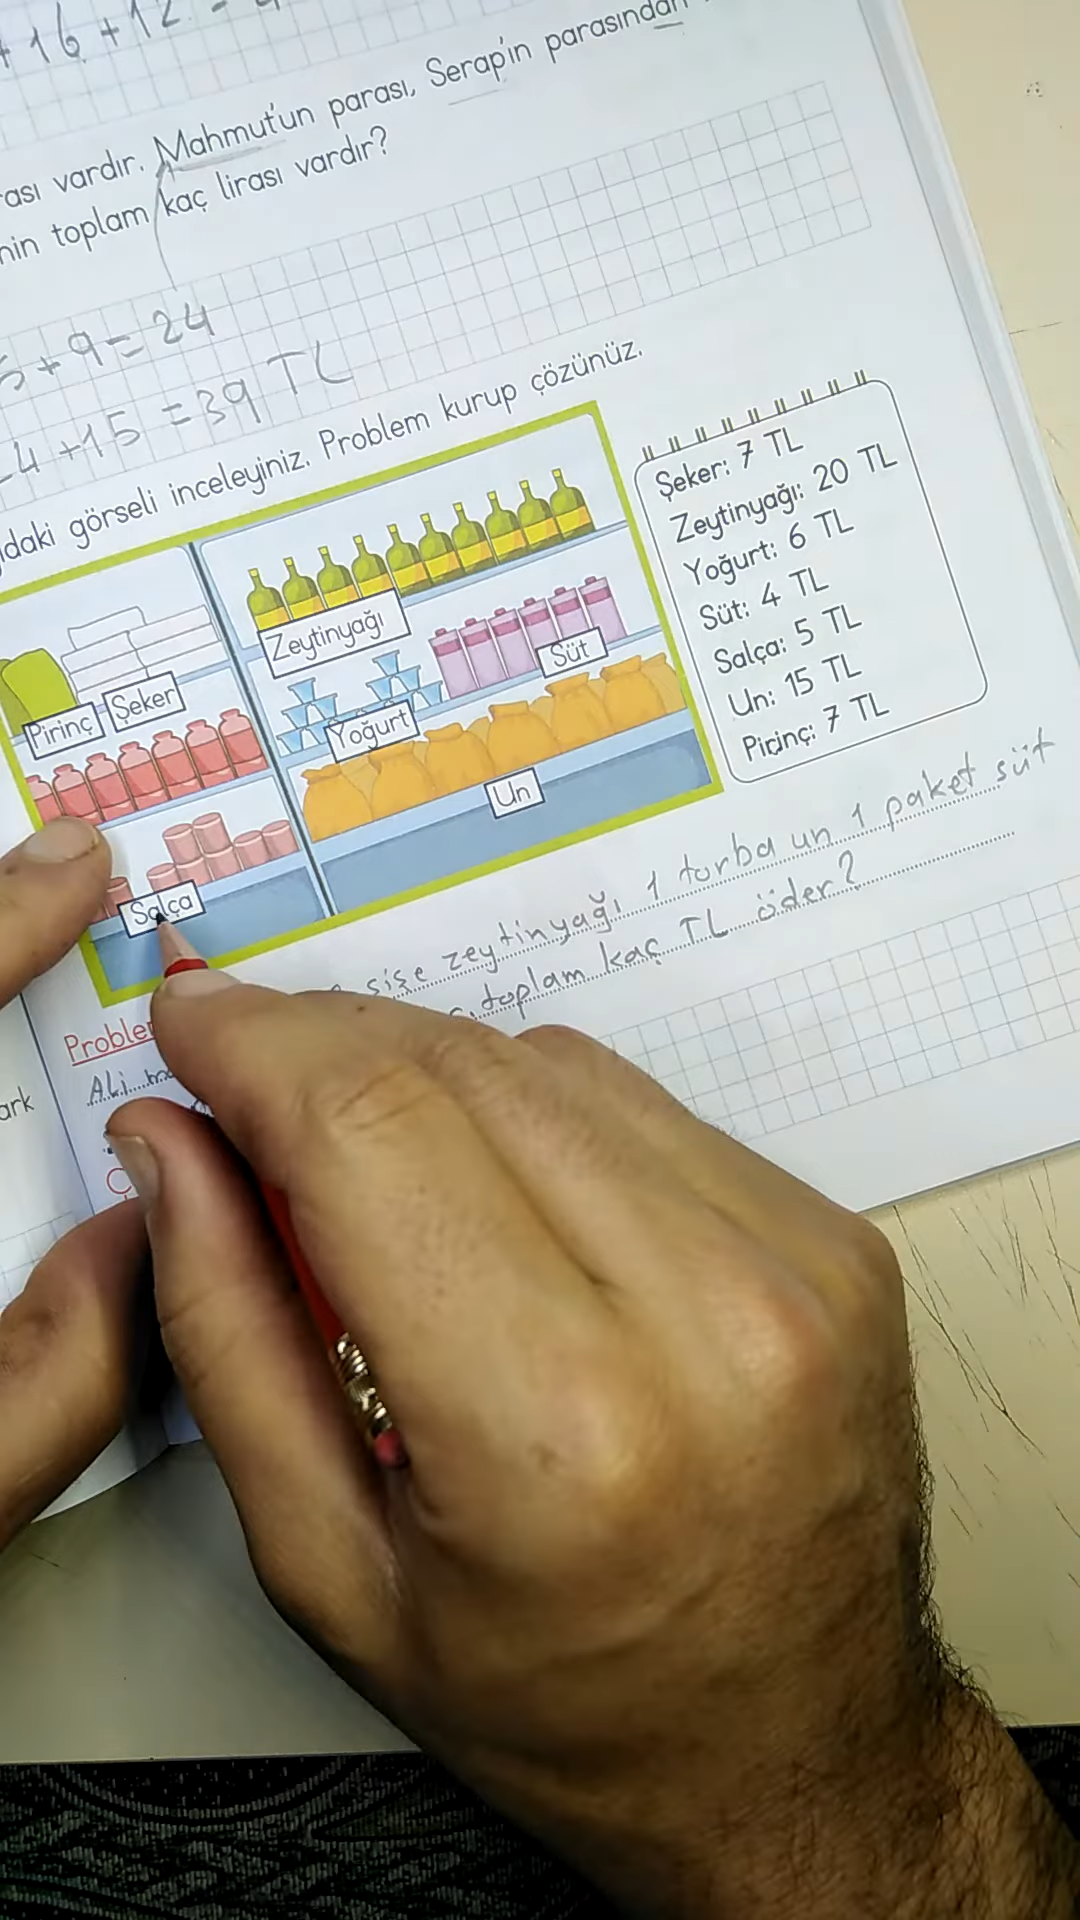 + 16 + 12
rası vardır. Mahmut'un parası, Serap'ın parasından
nin toplam kaç lirası vardır?
+ 9 = 24
4 + 15 = 39 TL
daki görseli inceleyiniz. Problem kurup çözünüz.
Zeytinyağı
Süt
Pirinç
Şeker
Yoğurt
Un
Salça
Şeker: 7 TL
Zeytinyağı: 20 TL
Yoğurt: 6 TL
Süt: 4 TL
Salça: 5 TL
Un: 15 TL
Pirinç: 7 TL
Proble
Ali şişe zeytinyağı 1 torba un 1 paket süt
toplam kaç TL öder?
Ç
ark